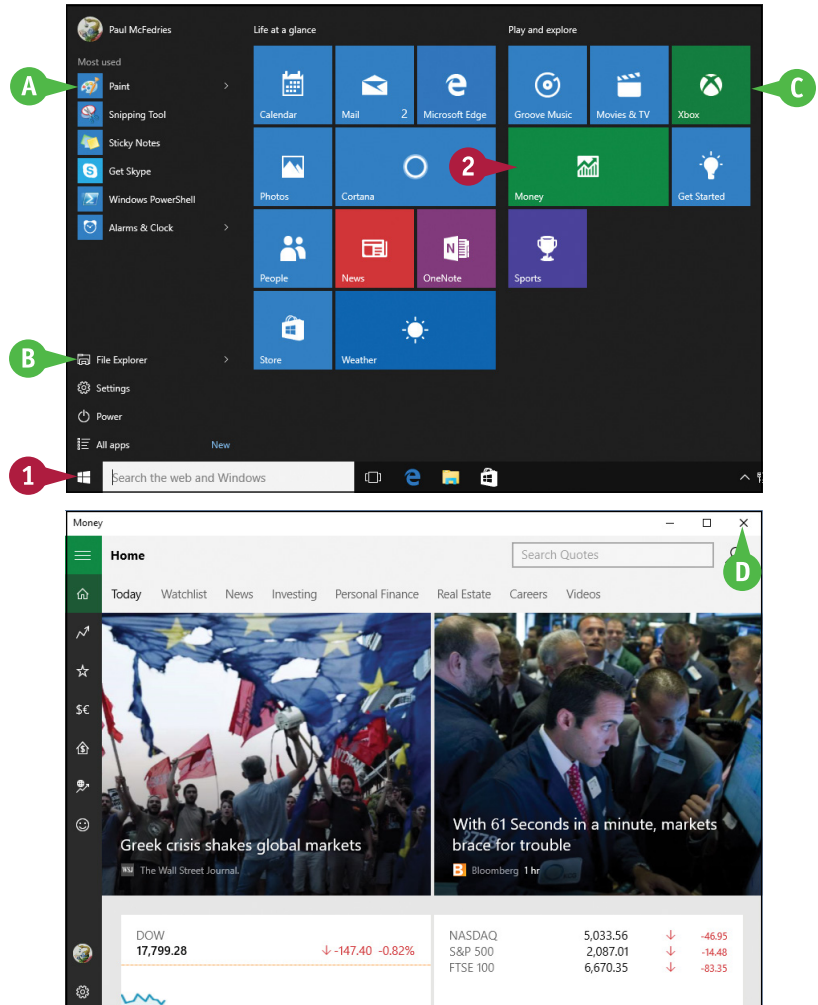 Paul McFedries
Life at a glance
Play and explore
Most used
A
Paint
Snipping Tool
Sticky Notes
Get Skype
Windows PowerShell
Alarms & Clock
Calendar
Mail 2
Microsoft Edge
Groove Music
Movies & TV
Xbox
C
Photos
Cortana
2
Money
Get Started
People
News
OneNote
Sports
Store
Weather
B
File Explorer
Settings
Power
All apps New
1
Search the web and Windows
Money
Home
Search Quotes
D
Today Watchlist News Investing Personal Finance Real Estate Careers Videos
$€
Greek crisis shakes global markets
WSJ The Wall Street Journal.
With 61 Seconds in a minute, markets
brace for trouble
B Bloomberg 1 hr
DOW
17,799.28 ↓ -147.40 -0.82%
NASDAQ 5,033.56 ↓ -46.95
S&P 500 2,087.01 ↓ -14.48
FTSE 100 6,670.35 ↓ -83.35